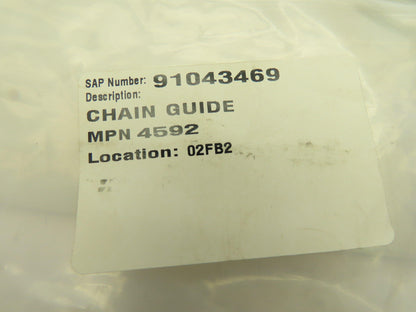 SAP Number: 91043469
Description:
CHAIN GUIDE
MPN 4592
Location: 02FB2